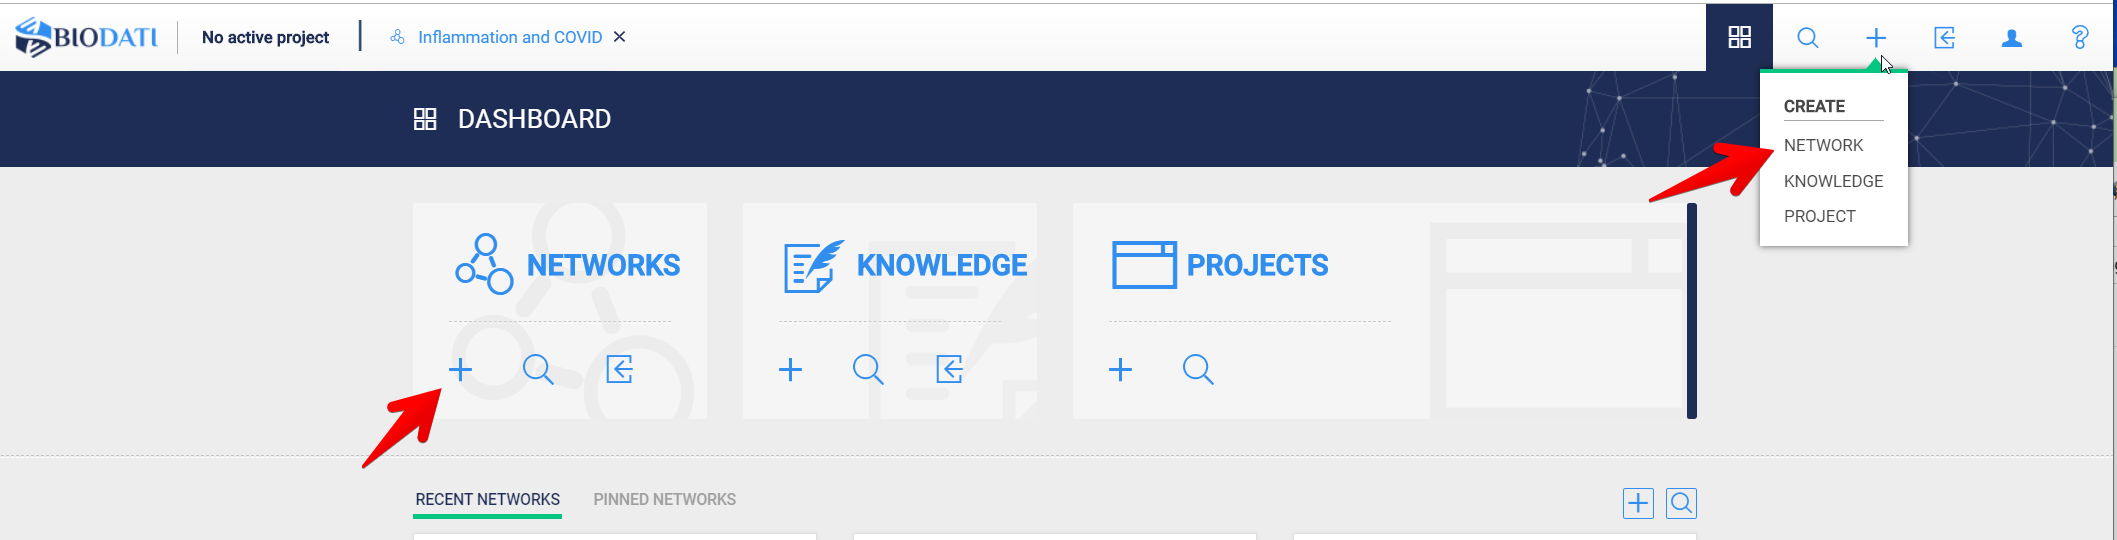 BIODATI
No active project
Inflammation and COVID
DASHBOARD
CREATE
NETWORK
KNOWLEDGE
PROJECT
NETWORKS
KNOWLEDGE
PROJECTS
RECENT NETWORKS
PINNED NETWORKS